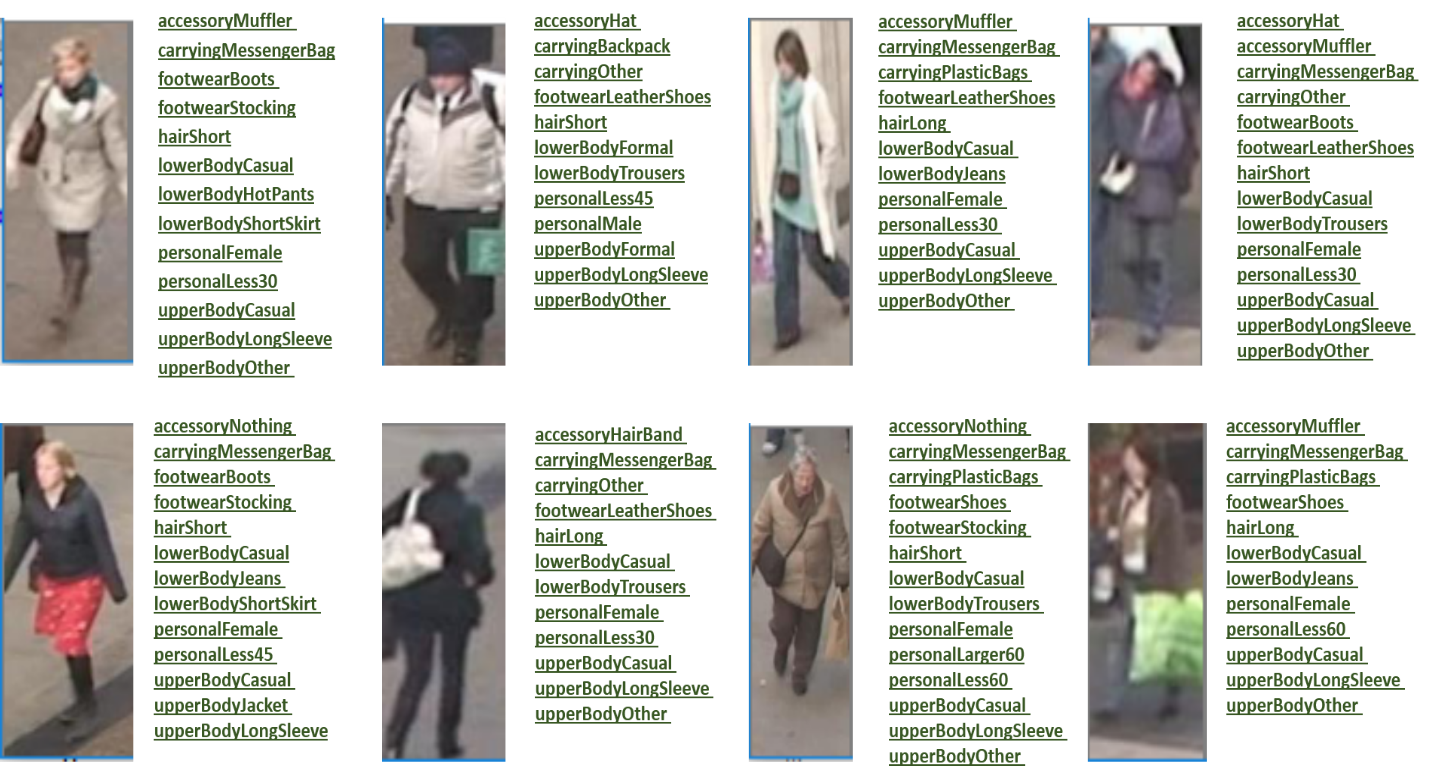 accessoryMuffler
carryingMessengerBag
footwearBoots
footwearStocking
hairShort
lowerBodyCasual
lowerBodyHotPants
lowerBodyShortSkirt
personalFemale
personalLess30
upperBodyCasual
upperBodyLongSleeve
upperBodyOther
accessoryHat
carryingBackpack
carryingOther
footwearLeatherShoes
hairShort
lowerBodyFormal
lowerBodyTrousers
personalLess45
personalMale
upperBodyFormal
upperBodyLongSleeve
upperBodyOther
accessoryMuffler
carryingMessengerBag
carryingPlasticBags
footwearLeatherShoes
hairLong
lowerBodyCasual
lowerBodyJeans
personalFemale
personalLess30
upperBodyCasual
upperBodyLongSleeve
upperBodyOther
accessoryHat
accessoryMuffler
carryingMessengerBag
carryingOther
footwearBoots
footwearLeatherShoes
hairShort
lowerBodyCasual
lowerBodyTrousers
personalFemale
personalLess30
upperBodyCasual
upperBodyLongSleeve
upperBodyOther
accessoryNothing
carryingMessengerBag
footwearBoots
footwearStocking
hairShort
lowerBodyCasual
lowerBodyJeans
lowerBodyShortSkirt
personalFemale
personalLess45
upperBodyCasual
upperBodyJacket
upperBodyLongSleeve
accessoryHairBand
carryingMessengerBag
carryingOther
footwearLeatherShoes
hairLong
lowerBodyCasual
lowerBodyTrousers
personalFemale
personalLess30
upperBodyCasual
upperBodyLongSleeve
upperBodyOther
accessoryNothing
carryingMessengerBag
carryingPlasticBags
footwearShoes
footwearStocking
hairShort
lowerBodyCasual
lowerBodyTrousers
personalFemale
personalLarger60
personalLess60
upperBodyCasual
upperBodyLongSleeve
upperBodyOther
accessoryMuffler
carryingMessengerBag
carryingPlasticBags
footwearShoes
hairLong
lowerBodyCasual
lowerBodyJeans
personalFemale
personalLess60
upperBodyCasual
upperBodyLongSleeve
upperBodyOther